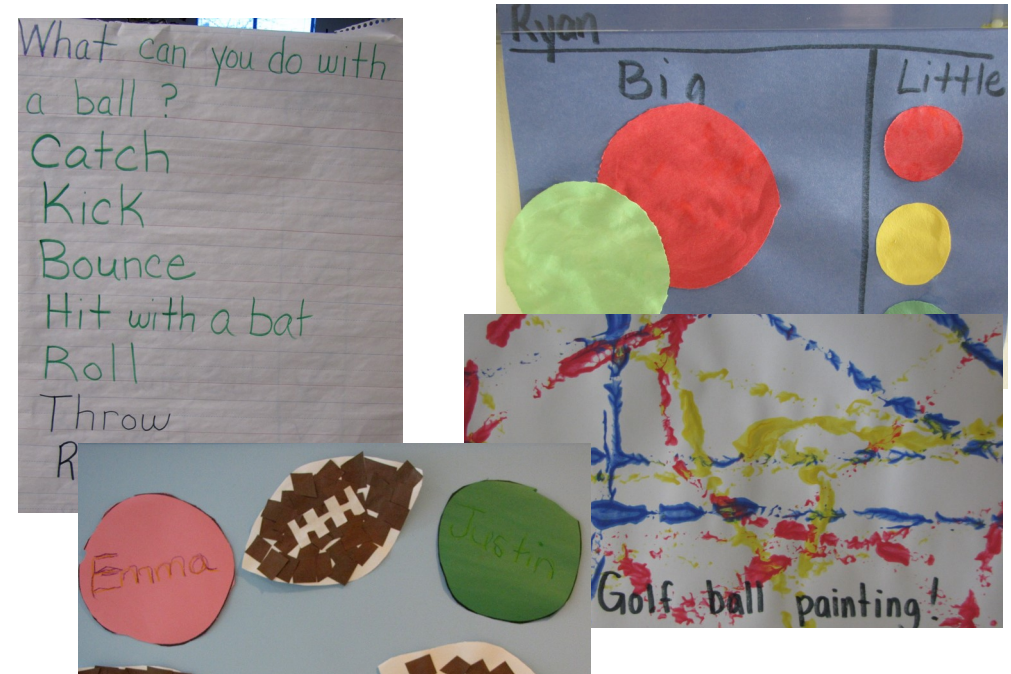 What can you do with
a ball ?
Catch
Kick
Bounce
Hit with a bat
Roll
Throw
R
Ryan
Big
Little
Golf ball painting!
Emma
Justin